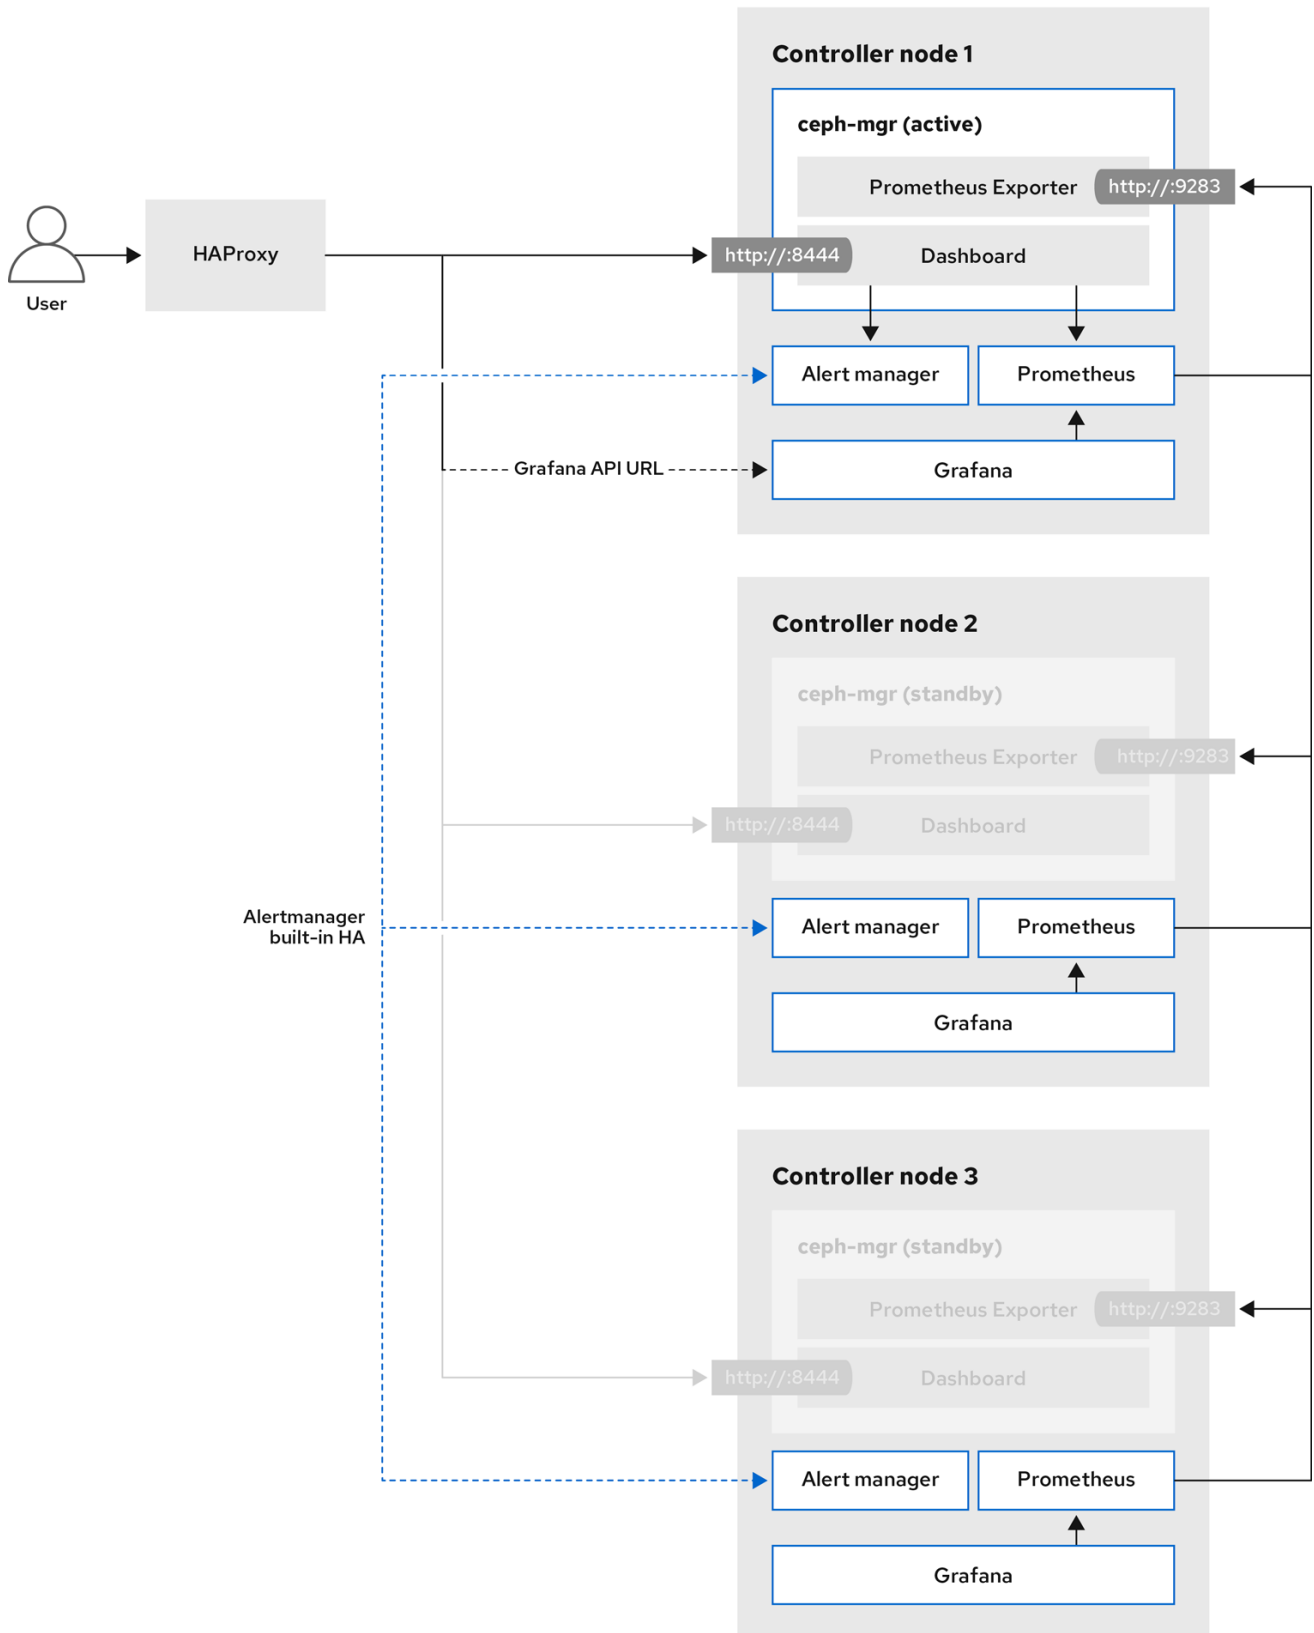 Controller node 1
ceph-mgr (active)
Prometheus Exporter
http://:9283
User
HAProxy
http://:8444
Dashboard
Alert manager
Prometheus
Grafana API URL
Grafana
Controller node 2
ceph-mgr (standby)
Prometheus Exporter
http://:9283
http://:8444
Dashboard
Alertmanager
built-in HA
Alert manager
Prometheus
Grafana
Controller node 3
ceph-mgr (standby)
Prometheus Exporter
http://:9283
http://:8444
Dashboard
Alert manager
Prometheus
Grafana